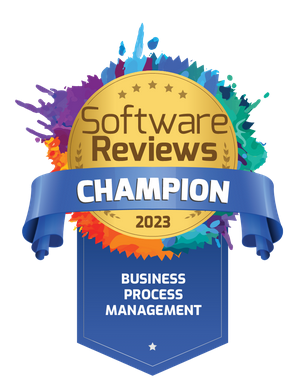 Software
Reviews
CHAMPION
2023
BUSINESS
PROCESS
MANAGEMENT